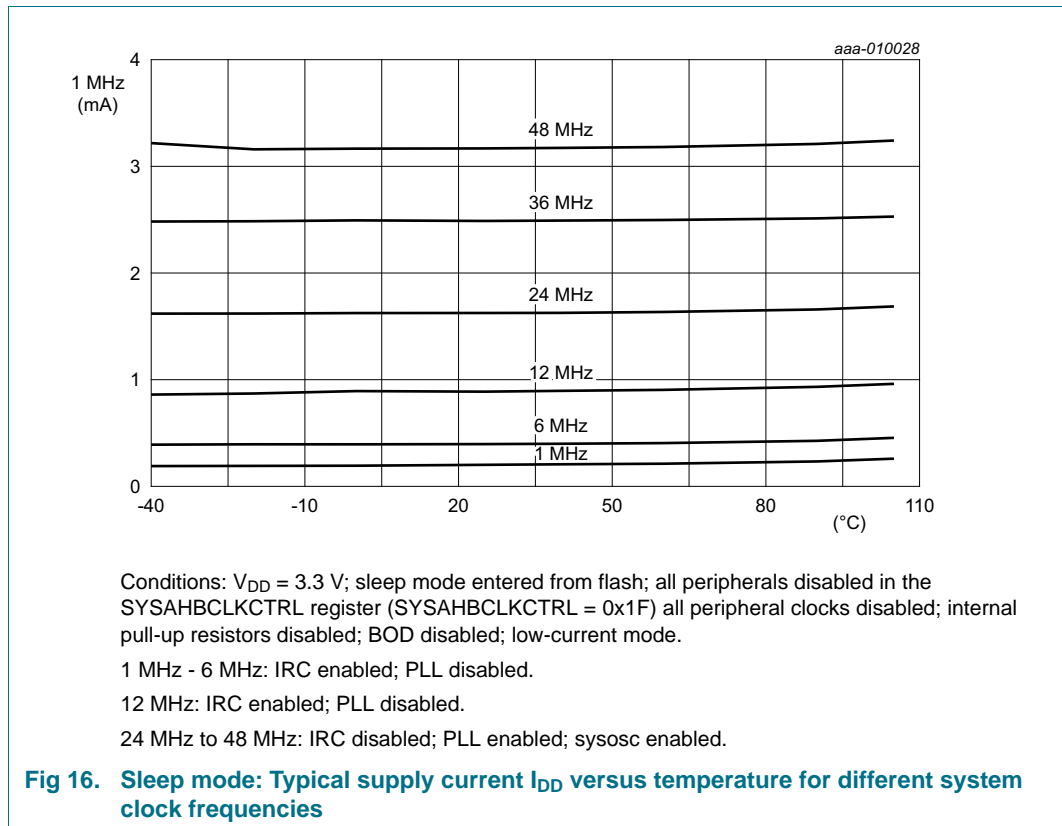 aaa-010028
4
1 MHz
(mA)
48 MHz
3
36 MHz
2
24 MHz
1
12 MHz
6 MHz
1 MHz
0
-40
-10
20
50
80
110
(°C)
Conditions: VDD = 3.3 V; sleep mode entered from flash; all peripherals disabled in the
SYSAHBCLKCTRL register (SYSAHBCLKCTRL = 0x1F) all peripheral clocks disabled; internal
pull-up resistors disabled; BOD disabled; low-current mode.
1 MHz - 6 MHz: IRC enabled; PLL disabled.
12 MHz: IRC enabled; PLL disabled.
24 MHz to 48 MHz: IRC disabled; PLL enabled; sysosc enabled.
Fig 16. Sleep mode: Typical supply current IDD versus temperature for different system
clock frequencies